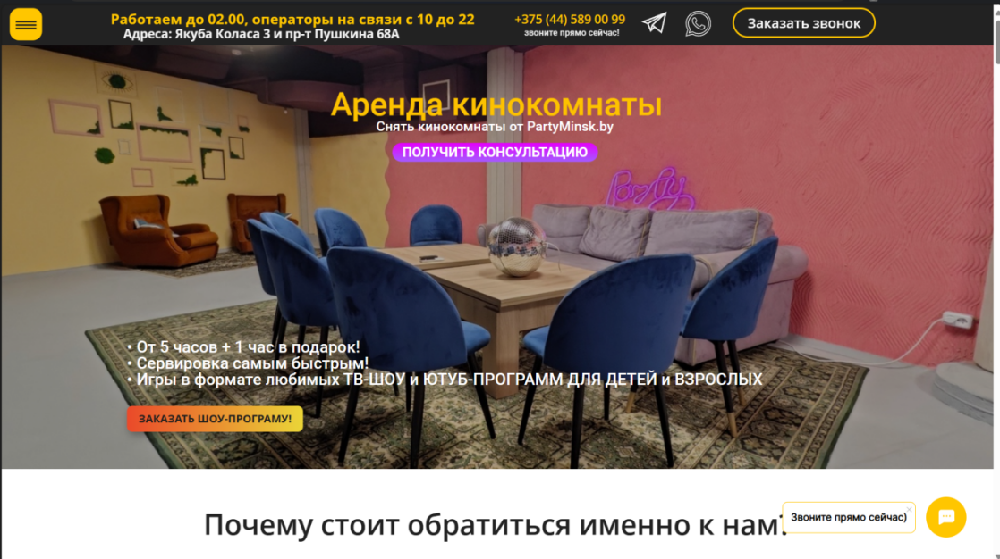 Работаем до 02.00, операторы на связи с 10 до 22
Адреса: Якуба Коласа 3 и пр-т Пушкина 68А
+375 (44) 589 00 99
звоните прямо сейчас!
Заказать звонок
Аренда кинокомнаты
Снять кинокомнаты от PartyMinsk.by
ПОЛУЧИТЬ КОНСУЛЬТАЦИЮ
Party
• От 5 часов + 1 час в подарок!
• Сервировка самым быстрым!
• Игры в формате любимых ТВ-ШОУ и ЮТУБ-ПРОГРАММ ДЛЯ ДЕТЕЙ и ВЗРОСЛЫХ
ЗАКАЗАТЬ ШОУ-ПРОГРАМУ!
Почему стоит обратиться именно к нам?
Звоните прямо сейчас)